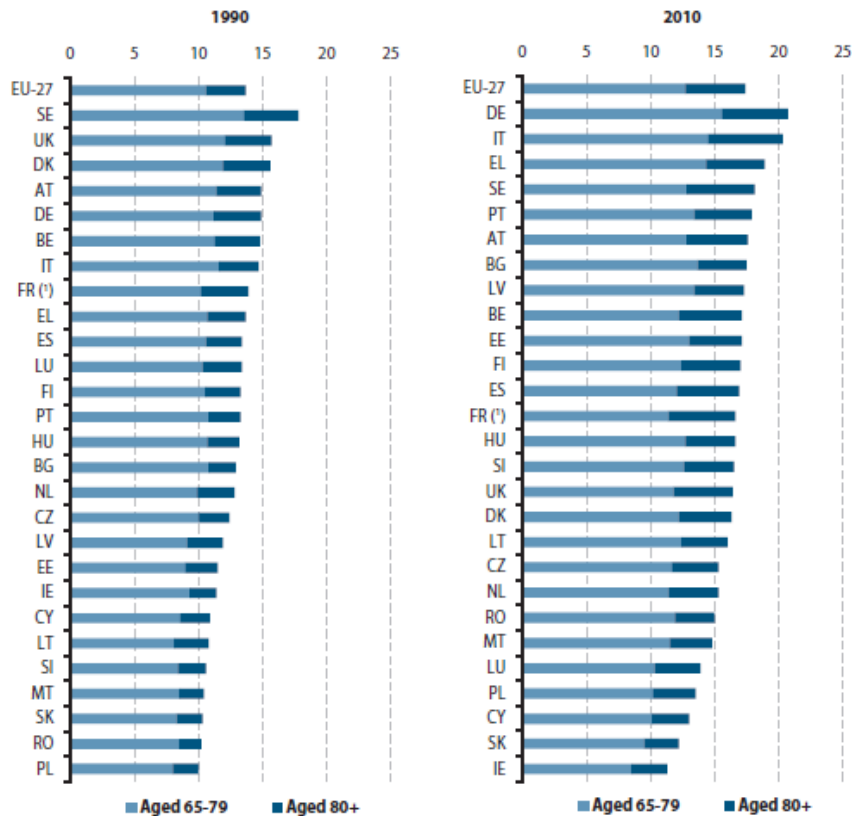 1990
0 5 10 15 20 25
EU-27
SE
UK
DK
AT
DE
BE
IT
FR (¹)
EL
ES
LU
FI
PT
HU
BG
NL
CZ
LV
EE
IE
CY
LT
SI
MT
SK
RO
PL
Aged 65-79 Aged 80+
2010
0 5 10 15 20 25
EU-27
DE
IT
EL
SE
PT
AT
BG
LV
BE
EE
FI
ES
FR (¹)
HU
SI
UK
DK
LT
CZ
NL
RO
MT
LU
PL
CY
SK
IE
Aged 65-79 Aged 80+